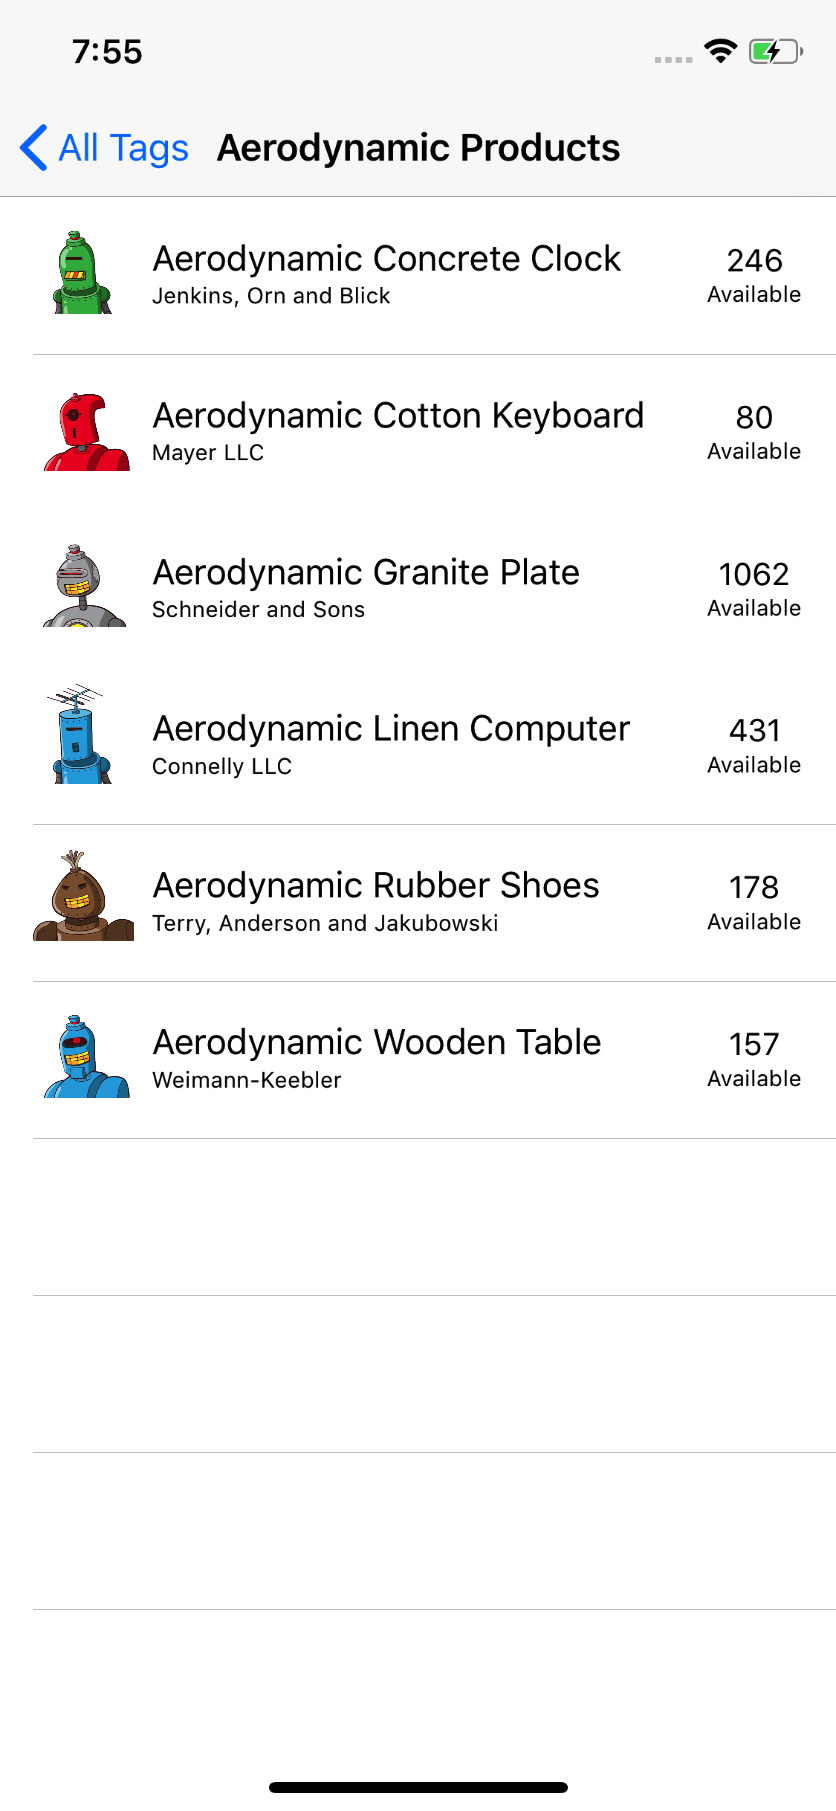 7:55
All Tags Aerodynamic Products
Aerodynamic Concrete Clock
Jenkins, Orn and Blick
246
Available
Aerodynamic Cotton Keyboard
Mayer LLC
80
Available
Aerodynamic Granite Plate
Schneider and Sons
1062
Available
Aerodynamic Linen Computer
Connelly LLC
431
Available
Aerodynamic Rubber Shoes
Terry, Anderson and Jakubowski
178
Available
Aerodynamic Wooden Table
Weimann-Keebler
157
Available